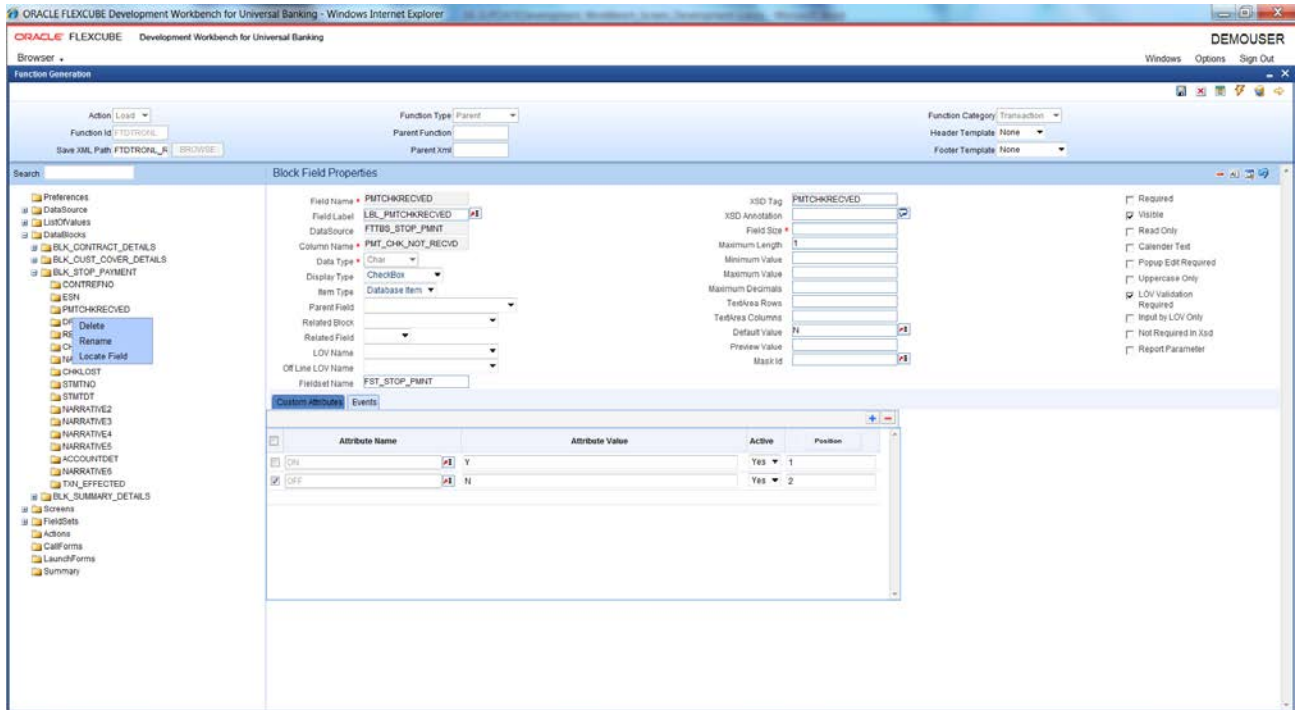 ORACLE FLEXCUBE Development Workbench for Universal Banking - Windows Internet Explorer
ORACLE FLEXCUBE Development Workbench for Universal Banking
DEMOUSER
Browser
Windows Options Sign Out
Function Generation
Action Load
Function Type Parent
Function Category Transaction
Function Id FTDTRONL
Parent Function
Header Template None
Save XML Path FTDTRONL_R BROWSE
Parent Xml
Footer Template None
Search
Block Field Properties
Preferences
DataSource
ListOfValues
DataBlocks
BLK_CONTRACT_DETAILS
BLK_CUST_COVER_DETAILS
BLK_STOP_PAYMENT
CONTREFNO
ESN
PMTCHKRECVED
Delete
Rename
Locate Field
CHKLOST
STMTNO
STMTDT
NARRATIVE2
NARRATIVE3
NARRATIVE4
NARRATIVE5
ACCOUNTDET
NARRATIVE6
TXN_EFFECTED
BLK_SUMMARY_DETAILS
Screens
FieldSets
Actions
CallForms
LaunchForms
Summary
Field Name * PMTCHKRECVED
Field Label LBL_PMTCHKRECVED
DataSource FTTBS_STOP_PMNT
Column Name * PMT_CHK_NOT_RECVD
Data Type * Char
Display Type CheckBox
Item Type Database Item
Parent Field
Related Block
Related Field
LOV Name
Off Line LOV Name
Fieldset Name FST_STOP_PMNT
XSD Tag PMTCHKRECVED
XSD Annotation
Field Size *
Maximum Length 1
Minimum Value
Maximum Value
Maximum Decimals
TextArea Rows
TextArea Columns
Default Value N
Preview Value
Mask Id
Required
Visible
Read Only
Calender Text
Popup Edit Required
Uppercase Only
LOV Validation Required
Input by LOV Only
Not Required In Xsd
Report Parameter
Custom Attributes Events
Attribute Name Attribute Value Active Position
ON Y Yes 1
OFF N Yes 2